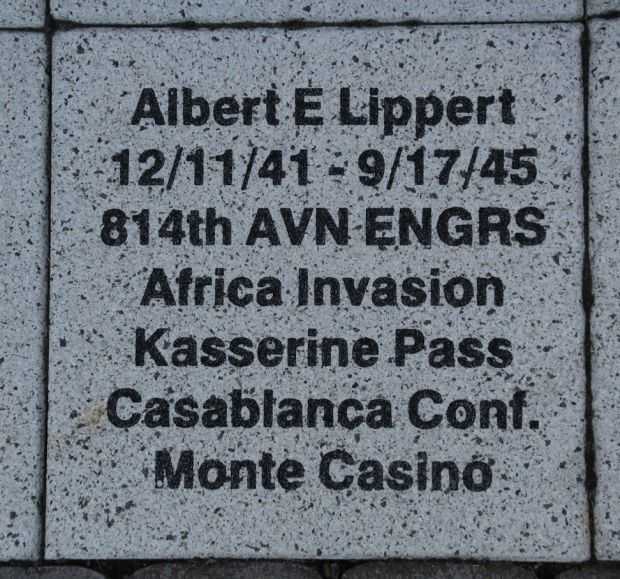 Albert E Lippert
12/11/41 - 9/17/45
814th AVN ENGRS
Africa Invasion
Kasserine Pass
Casablanca Conf.
Monte Casino